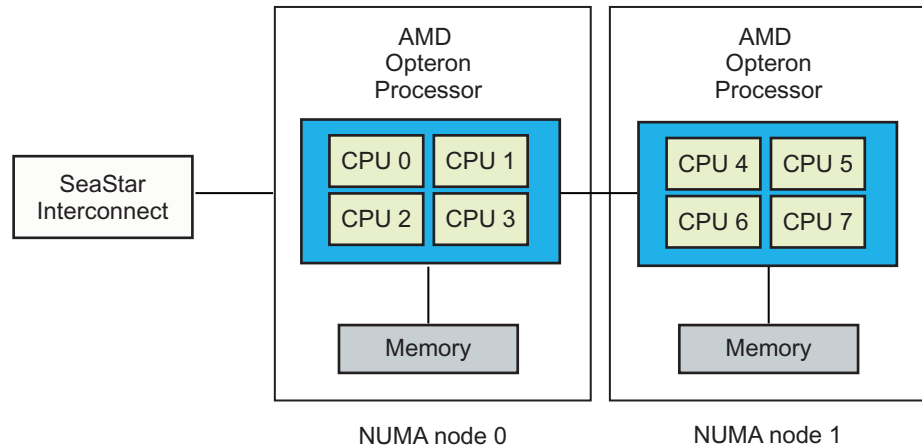 AMD
Opteron
Processor
AMD
Opteron
Processor
SeaStar
Interconnect
CPU 0
CPU 1
CPU 2
CPU 3
CPU 4
CPU 5
CPU 6
CPU 7
Memory
Memory
NUMA node 0
NUMA node 1